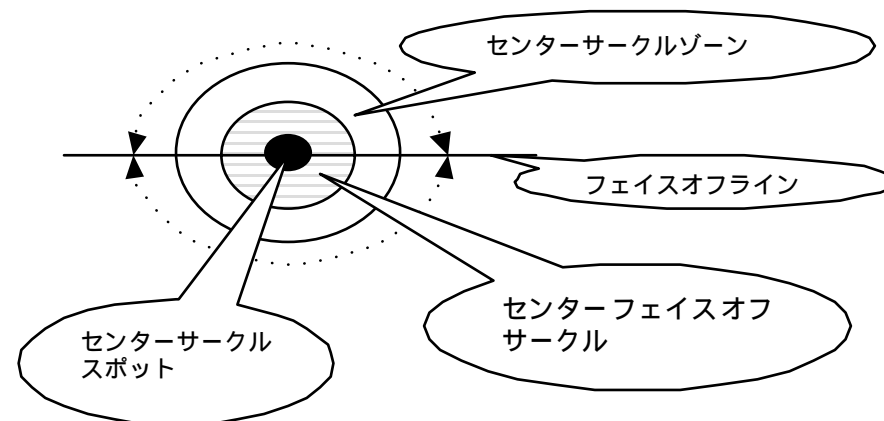 センターサークルゾーン
フェイスオフライン
センターフェイスオフ
サークル
センターサークル
スポット